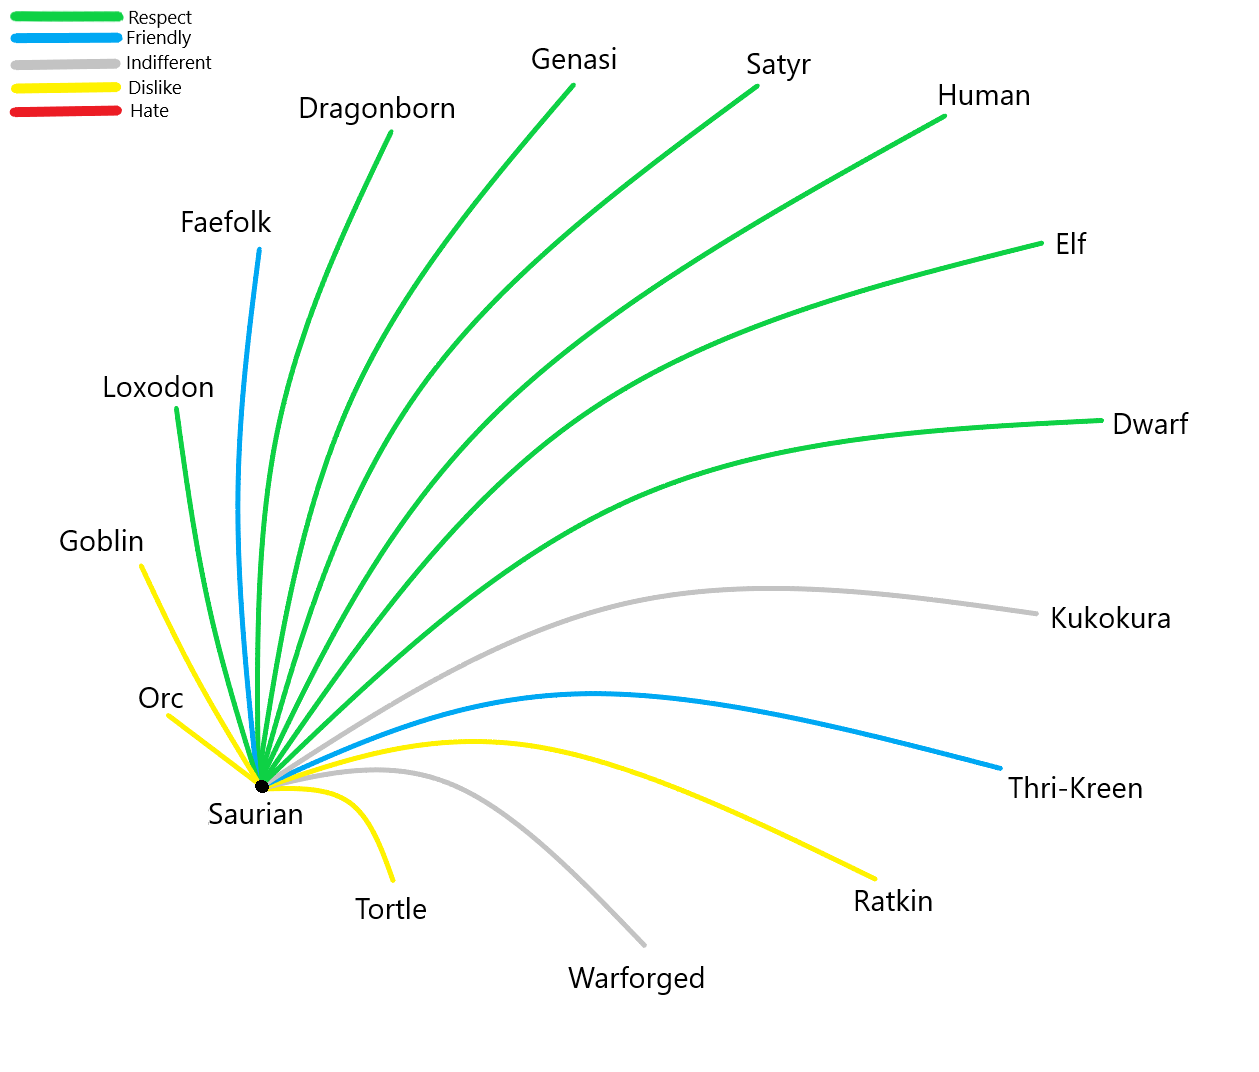 Respect
Friendly
Indifferent
Dislike
Hate
Genasi
Satyr
Human
Dragonborn
Faefolk
Elf
Loxodon
Dwarf
Goblin
Kukokura
Orc
Thri-Kreen
Saurian
Ratkin
Tortle
Warforged